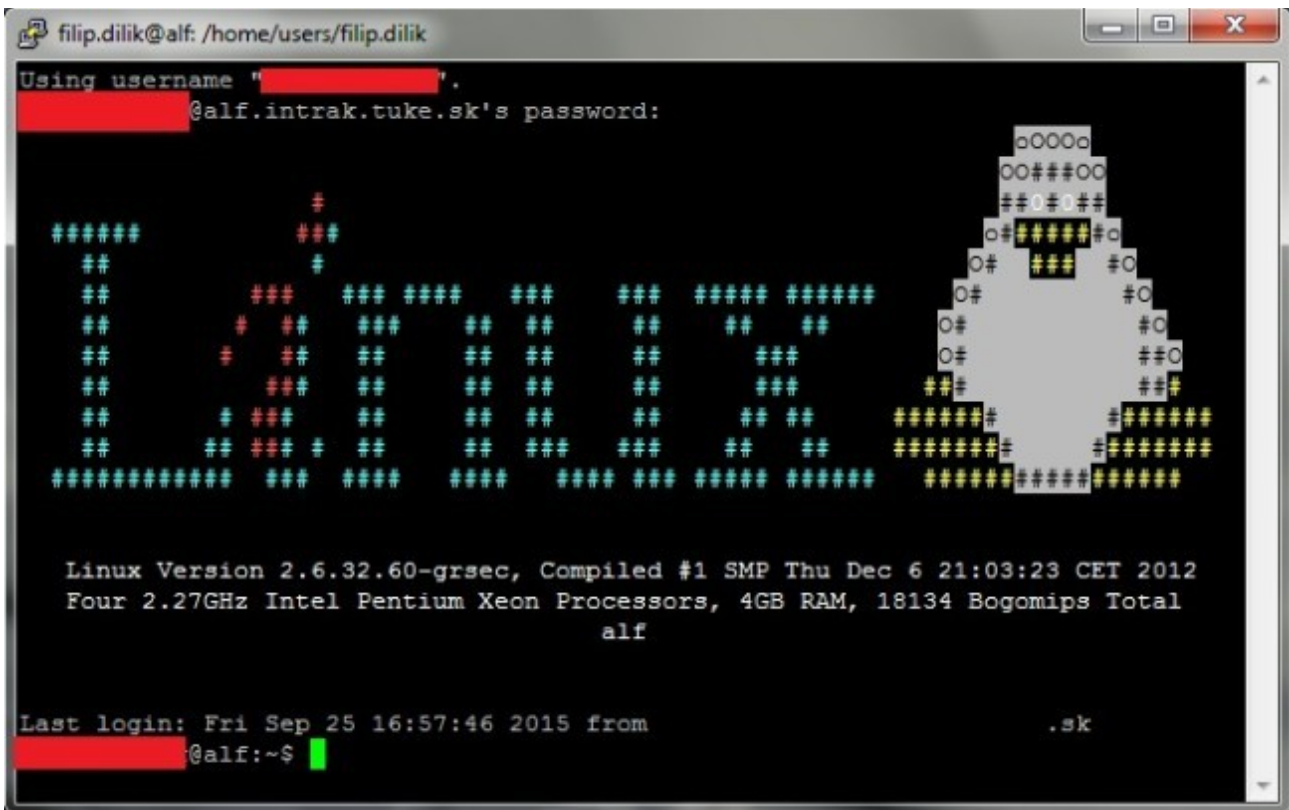 filip.dilik@alf: /home/users/filip.dilik
Using username "          ".
@alf.intrak.tuke.sk's password:
Linux
Linux Version 2.6.32.60-grsec, Compiled #1 SMP Thu Dec 6 21:03:23 CET 2012
Four 2.27GHz Intel Pentium Xeon Processors, 4GB RAM, 18134 Bogomips Total
alf
Last login: Fri Sep 25 16:57:46 2015 from                          .sk
@alf:~$